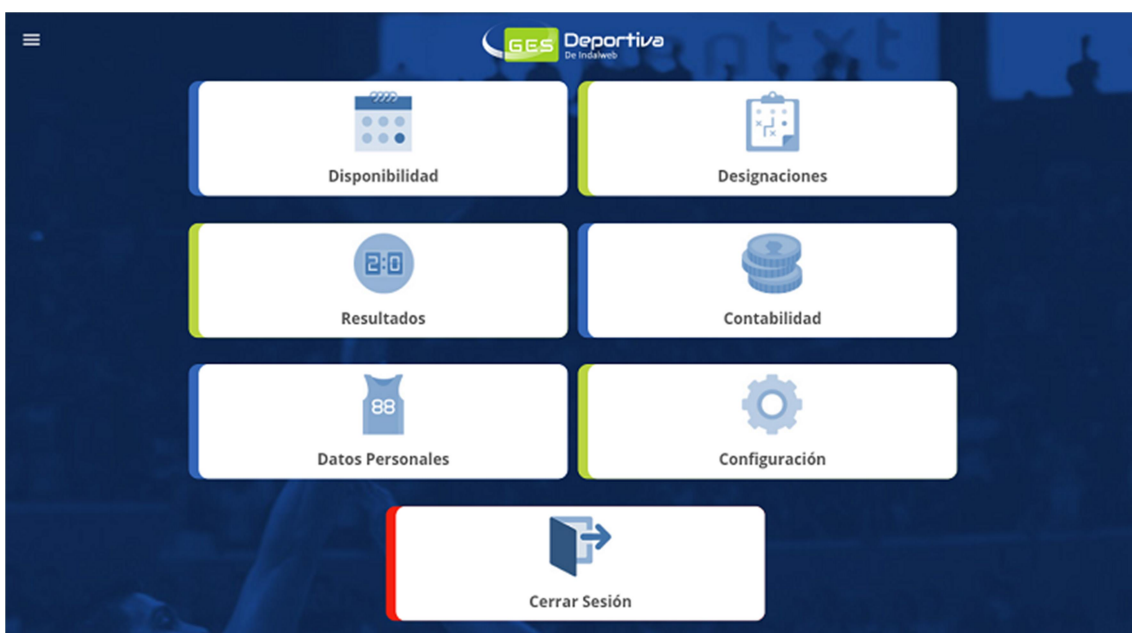 GES Deportiva
De Indalweb
Disponibilidad
Designaciones
2:0
Resultados
Contabilidad
88
Datos Personales
Configuración
Cerrar Sesión